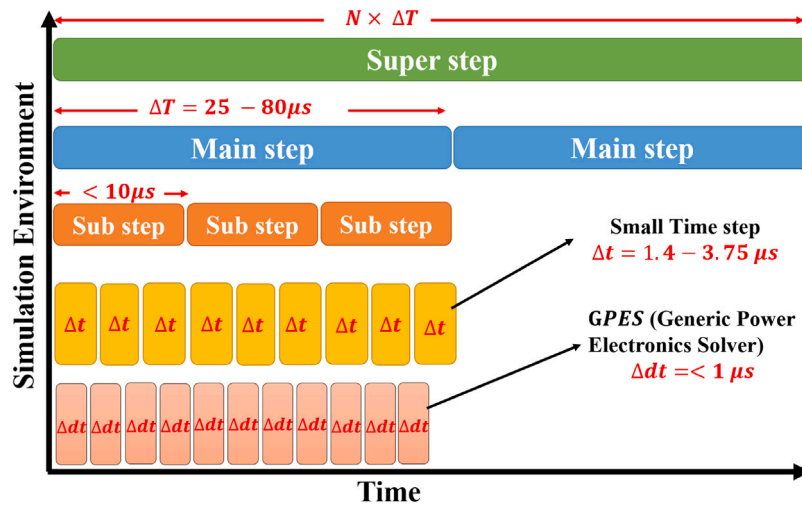 N × ΔT
Super step
ΔT = 25 − 80μs
Main step Main step
< 10μs
Sub step Sub step Sub step
Small Time step
Δt = 1.4 − 3.75 μs
Δt Δt Δt Δt Δt Δt Δt Δt Δt
GPES (Generic Power
Electronics Solver)
Δdt =< 1 μs
Δdt Δdt Δdt Δdt Δdt Δdt Δdt Δdt Δdt Δdt Δdt
Simulation Environment
Time